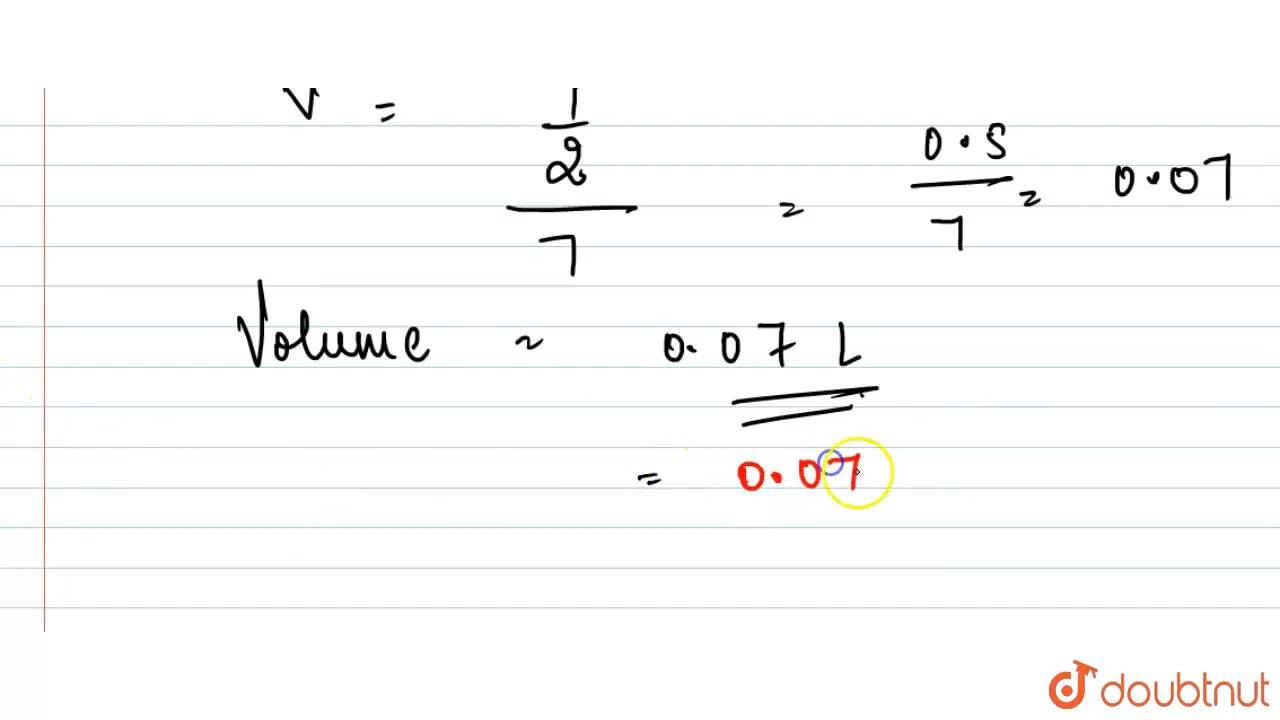 V = 1/2 / 7 = 0.5 / 7 = 0.07
Volume = 0.07 L
= 0.07
doubtnut